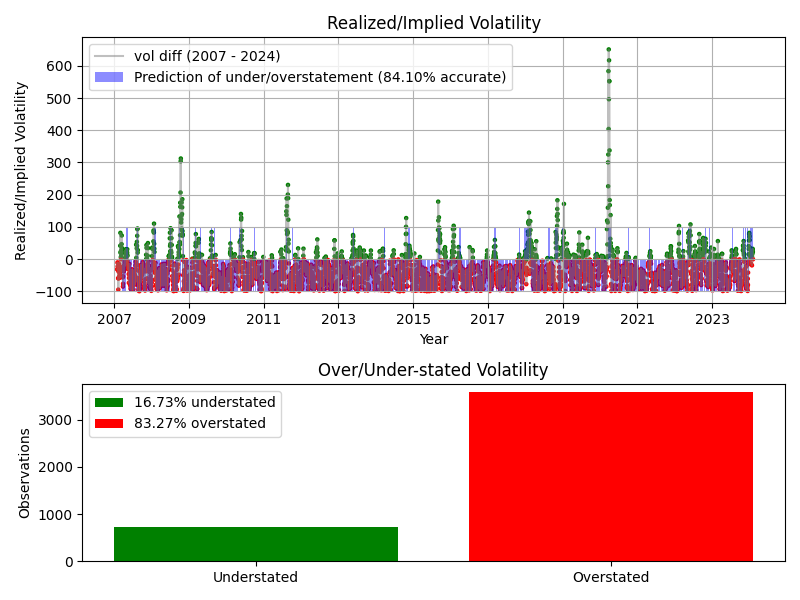 Realized/Implied Volatility
vol diff (2007 - 2024)
Prediction of under/overstatement (84.10% accurate)
Realized/Implied Volatility
600
500
400
300
200
100
0
−100
2007 2009 2011 2013 2015 2017 2019 2021 2023
Year
Over/Under-stated Volatility
16.73% understated
83.27% overstated
Observations
3000
2000
1000
0
Understated Overstated